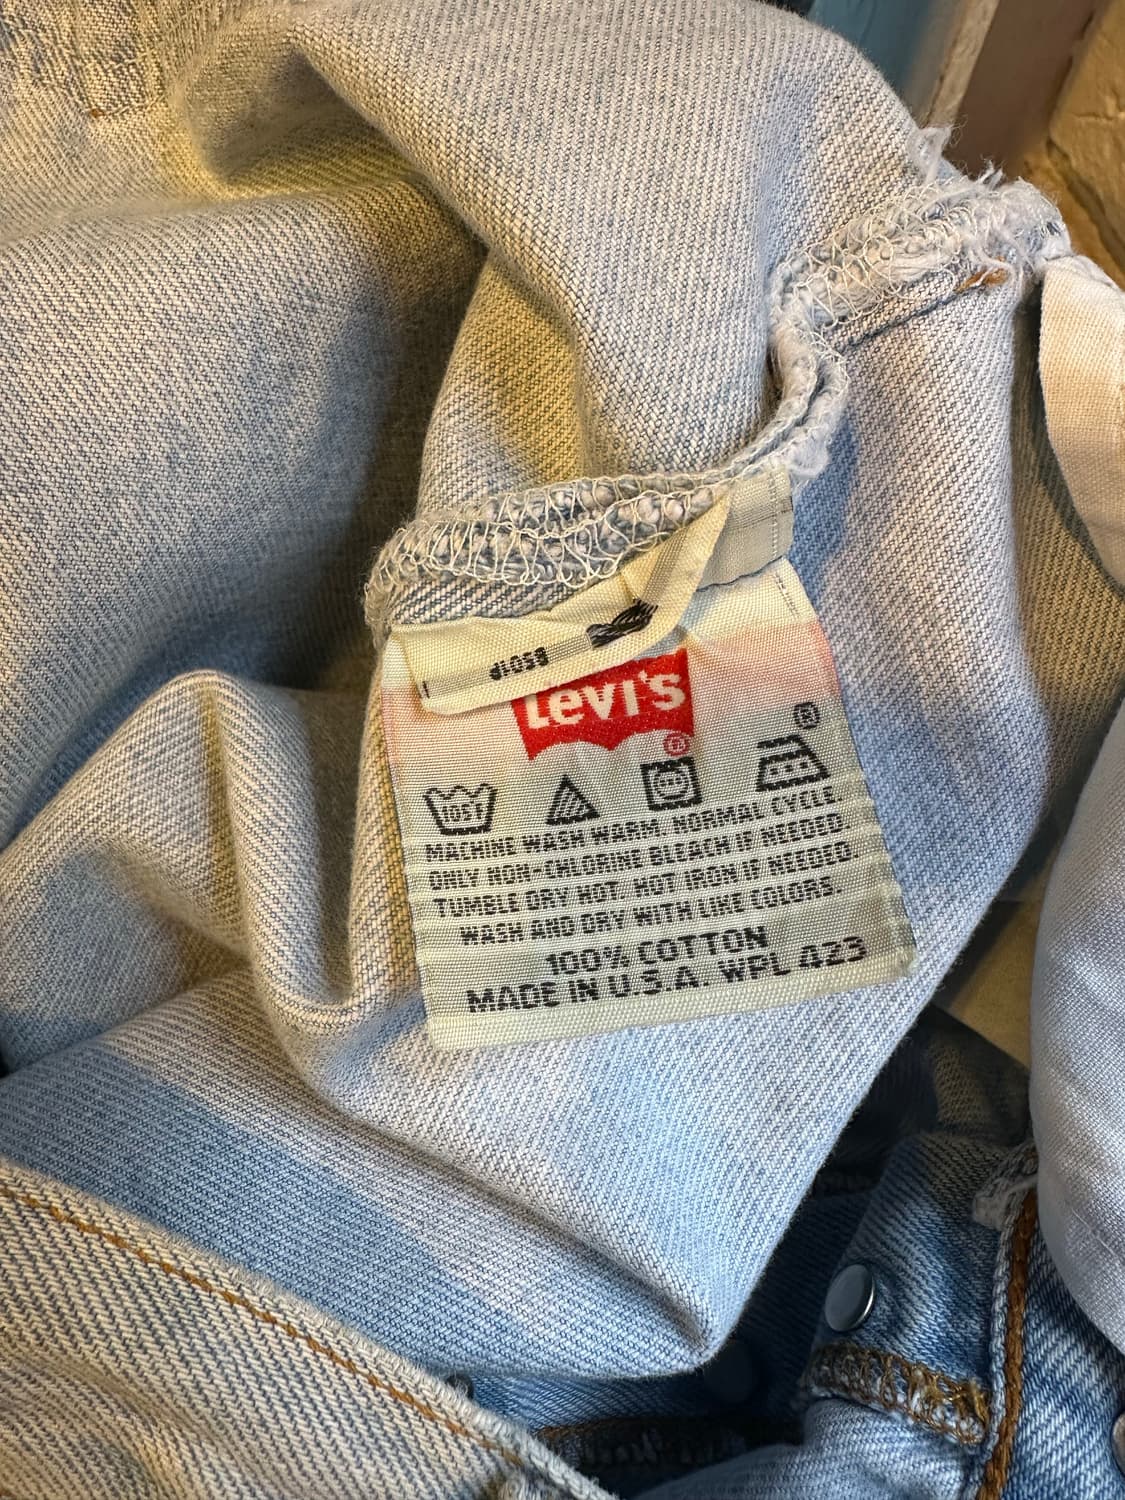 LEVI'S
®
105°
®
MACHINE WASH WARM. NORMAL CYCLE.
ONLY NON-CHLORINE BLEACH IF NEEDED.
TUMBLE DRY HOT. HOT IRON IF NEEDED.
WASH AND DRY WITH LIKE COLORS.
100% COTTON
MADE IN U.S.A. WPL 423